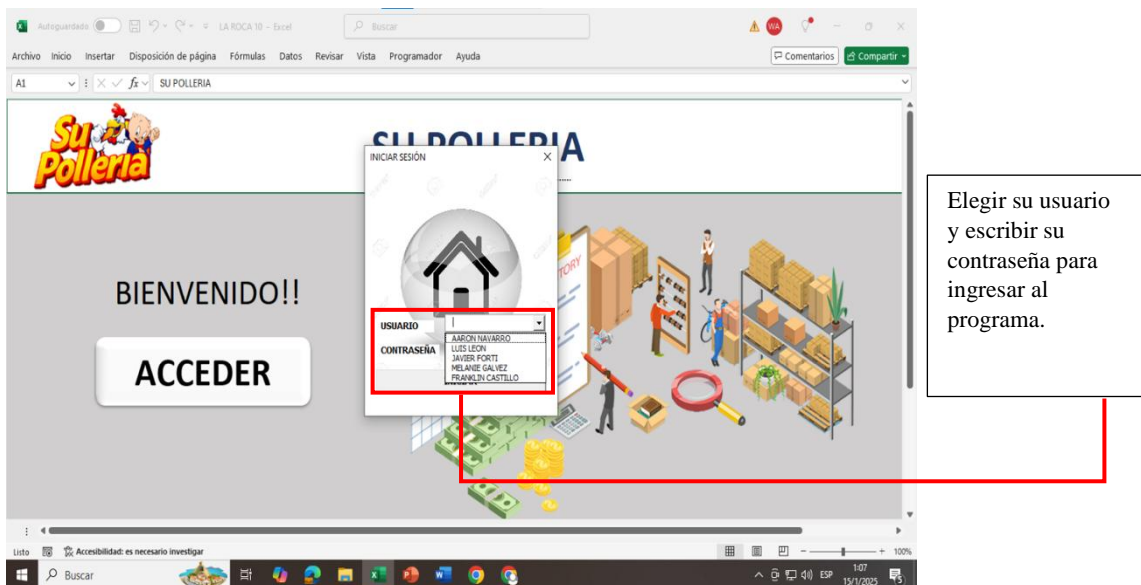 Autoguardado
LA ROCA 10 - Excel
Buscar
WA
Archivo Inicio Insertar Disposición de página Fórmulas Datos Revisar Vista Programador Ayuda
Comentarios
Compartir
A1
fx
SU POLLERIA
Su
Pollería
SU POLLERIA
INICIAR SESIÓN
BIENVENIDO!!
ACCEDER
USUARIO
CONTRASEÑA
AARON NAVARRO
LUIS LEON
JAVIER FORTI
MELANIE GALVEZ
FRANKLIN CASTILLO
Elegir su usuario
y escribir su
contraseña para
ingresar al
programa.
Listo
Accesibilidad: es necesario investigar
100%
Buscar
ESP
1:07
15/1/2025